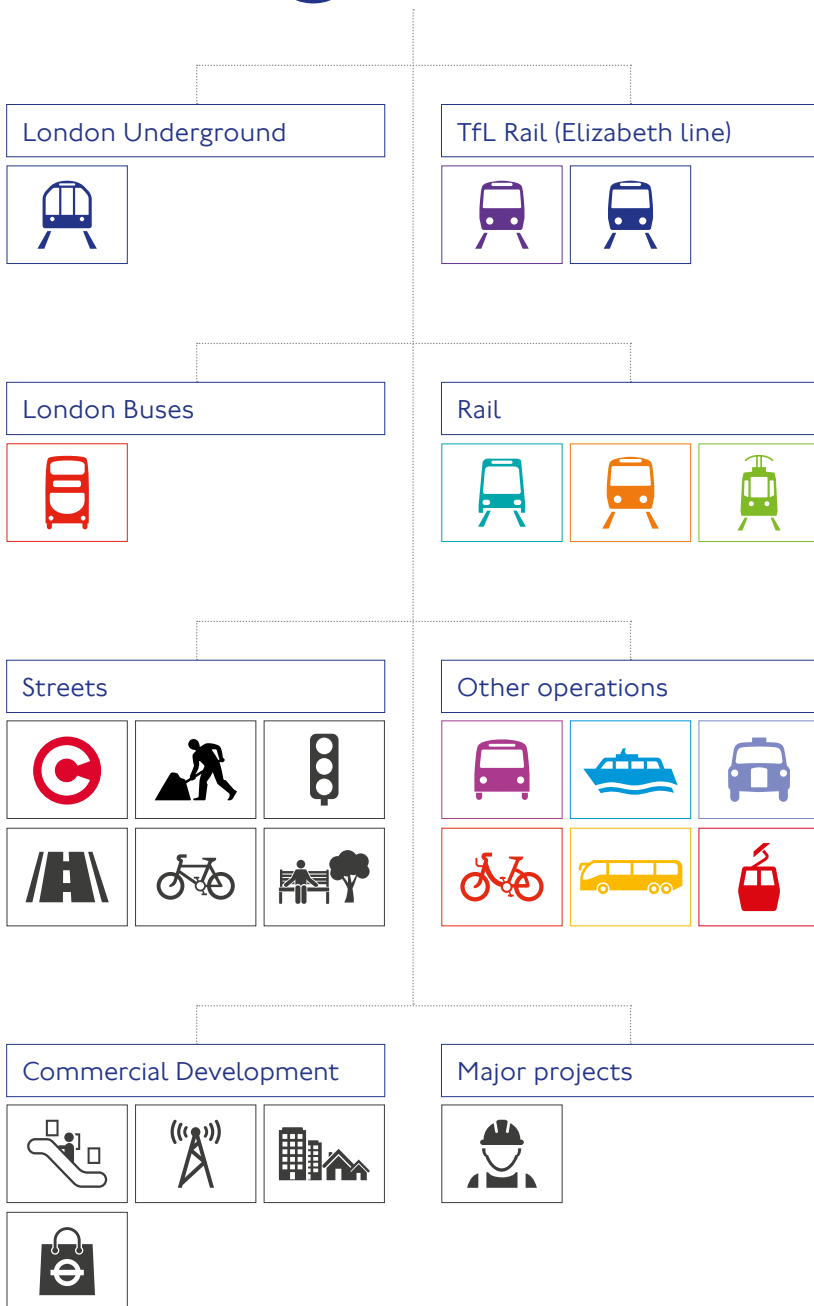 London Underground
TfL Rail (Elizabeth line)
London Buses
Rail
Streets
Other operations
Commercial Development
Major projects